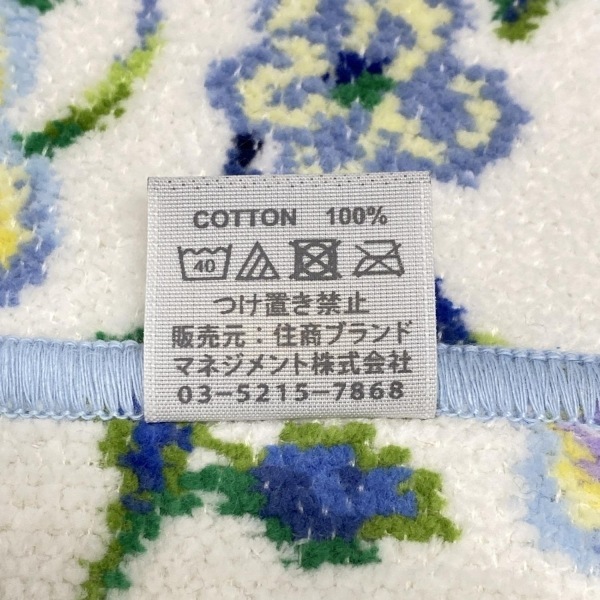 COTTON 100%
40
つけ置き禁止
販売元：住商ブランド
マネジメント株式会社
03-5215-7868